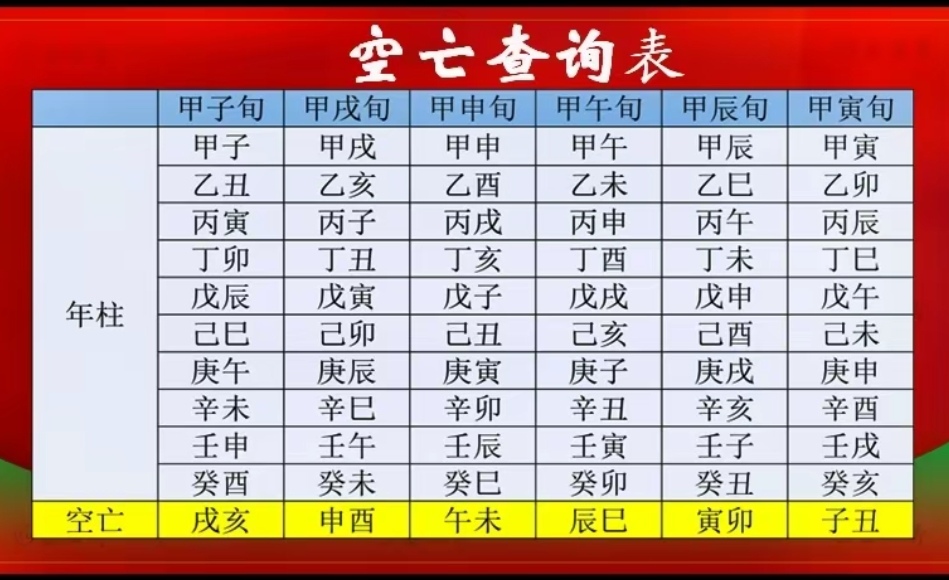 空亡查询表
甲子旬 甲戌旬 甲申旬 甲午旬 甲辰旬 甲寅旬
甲子 甲戌 甲申 甲午 甲辰 甲寅
乙丑 乙亥 乙酉 乙未 乙巳 乙卯
丙寅 丙子 丙戌 丙申 丙午 丙辰
丁卯 丁丑 丁亥 丁酉 丁未 丁巳
年柱 戊辰 戊寅 戊子 戊戌 戊申 戊午
己巳 己卯 己丑 己亥 己酉 己未
庚午 庚辰 庚寅 庚子 庚戌 庚申
辛未 辛巳 辛卯 辛丑 辛亥 辛酉
壬申 壬午 壬辰 壬寅 壬子 壬戌
癸酉 癸未 癸巳 癸卯 癸丑 癸亥
空亡 戌亥 申酉 午未 辰巳 寅卯 子丑